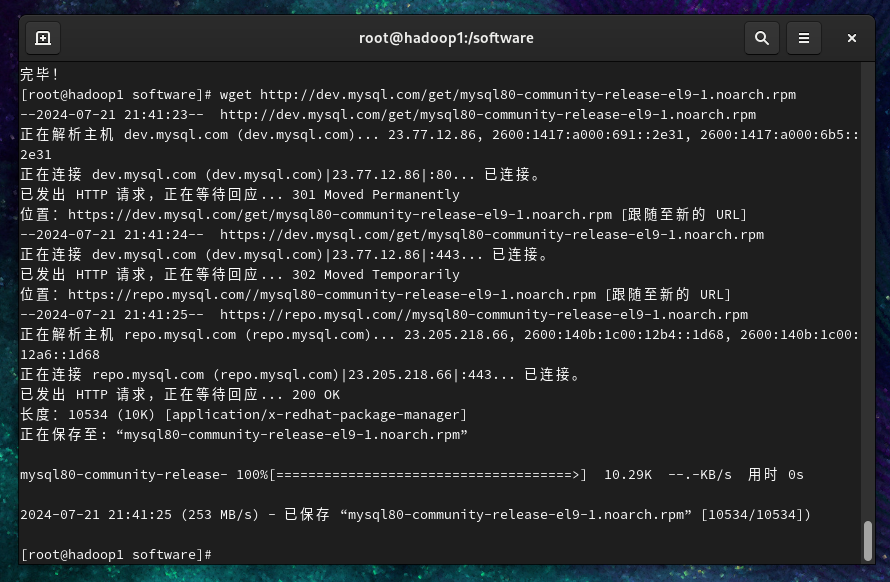 root@hadoop1:/software
完毕！
[root@hadoop1 software]# wget http://dev.mysql.com/get/mysql80-community-release-el9-1.noarch.rpm
--2024-07-21 21:41:23--  http://dev.mysql.com/get/mysql80-community-release-el9-1.noarch.rpm
正在解析主机 dev.mysql.com (dev.mysql.com)... 23.77.12.86, 2600:1417:a000:691::2e31, 2600:1417:a000:6b5::
2e31
正在连接 dev.mysql.com (dev.mysql.com)|23.77.12.86|:80... 已连接。
已发出 HTTP 请求，正在等待回应... 301 Moved Permanently
位置：https://dev.mysql.com/get/mysql80-community-release-el9-1.noarch.rpm [跟随至新的 URL]
--2024-07-21 21:41:24--  https://dev.mysql.com/get/mysql80-community-release-el9-1.noarch.rpm
正在连接 dev.mysql.com (dev.mysql.com)|23.77.12.86|:443... 已连接。
已发出 HTTP 请求，正在等待回应... 302 Moved Temporarily
位置：https://repo.mysql.com//mysql80-community-release-el9-1.noarch.rpm [跟随至新的 URL]
--2024-07-21 21:41:25--  https://repo.mysql.com//mysql80-community-release-el9-1.noarch.rpm
正在解析主机 repo.mysql.com (repo.mysql.com)... 23.205.218.66, 2600:140b:1c00:12b4::1d68, 2600:140b:1c00:
12a6::1d68
正在连接 repo.mysql.com (repo.mysql.com)|23.205.218.66|:443... 已连接。
已发出 HTTP 请求，正在等待回应... 200 OK
长度：10534 (10K) [application/x-redhat-package-manager]
正在保存至: “mysql80-community-release-el9-1.noarch.rpm”
mysql80-community-release- 100%[=====================================>]  10.29K  --.-KB/s  用时 0s
2024-07-21 21:41:25 (253 MB/s) - 已保存 “mysql80-community-release-el9-1.noarch.rpm” [10534/10534])
[root@hadoop1 software]#